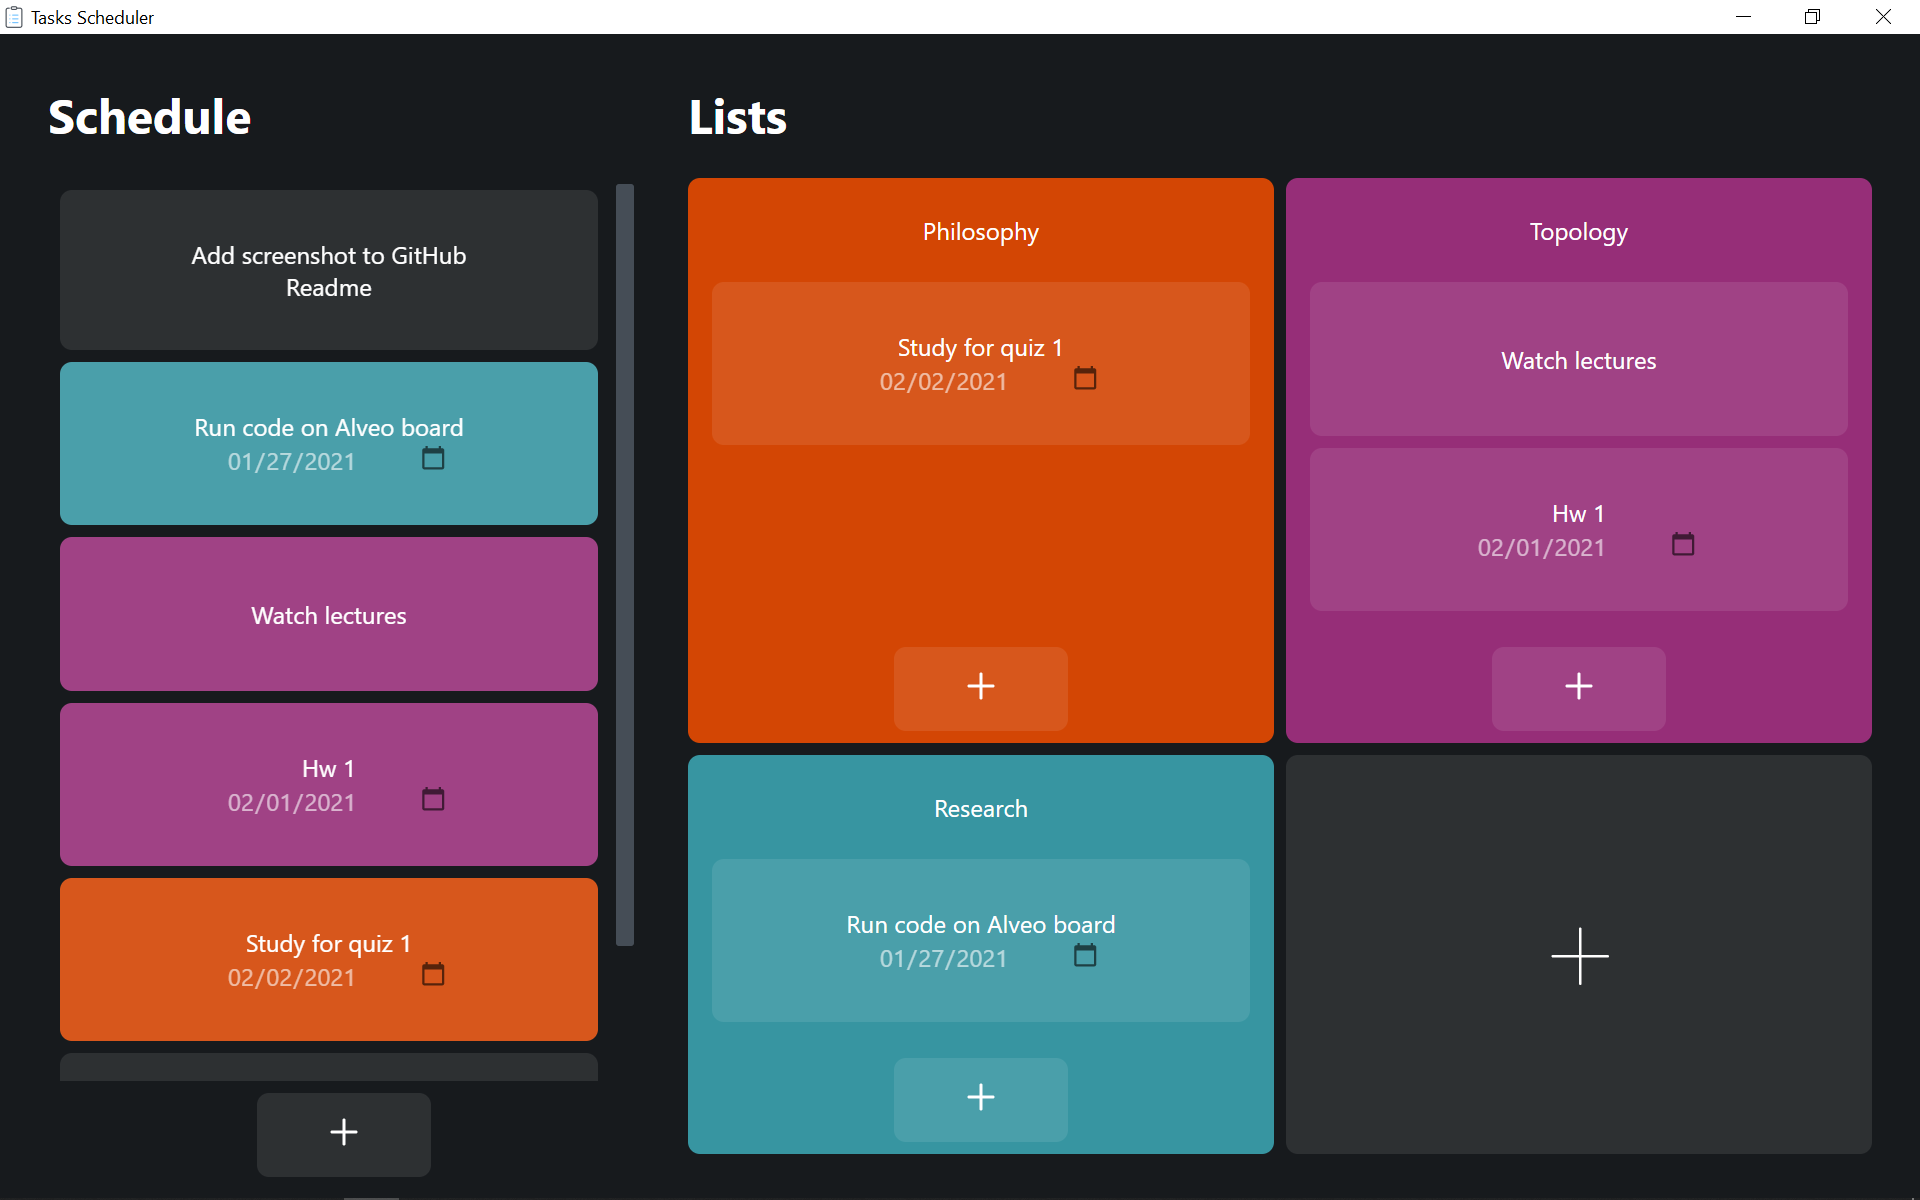 Tasks Scheduler
Schedule
Add screenshot to GitHub
Readme
Run code on Alveo board
01/27/2021
Watch lectures
Hw 1
02/01/2021
Study for quiz 1
02/02/2021
Lists
Philosophy
Study for quiz 1
02/02/2021
Topology
Watch lectures
Hw 1
02/01/2021
Research
Run code on Alveo board
01/27/2021